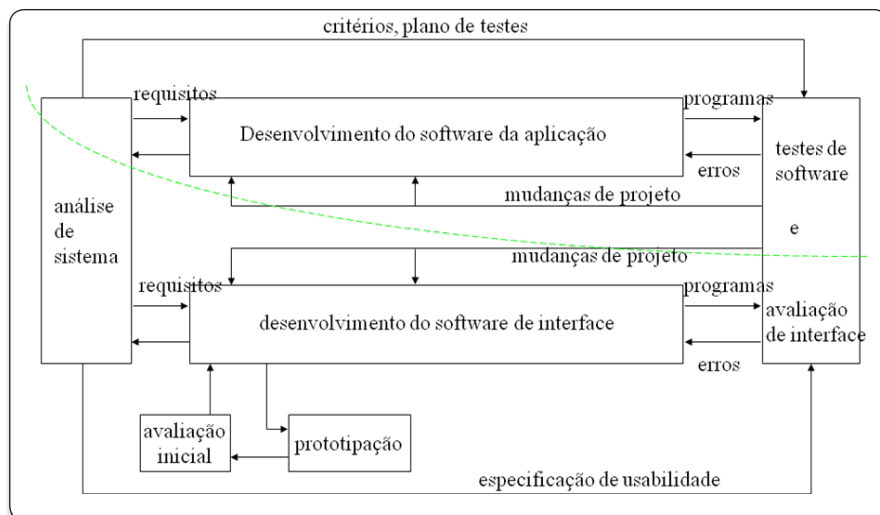 critérios, plano de testes
requisitos
programas
Desenvolvimento do software da aplicação
testes de
software
e
avaliação
de interface
erros
mudanças de projeto
análise
de
sistema
mudanças de projeto
requisitos
programas
desenvolvimento do software de interface
erros
avaliação
inicial
prototipação
especificação de usabilidade